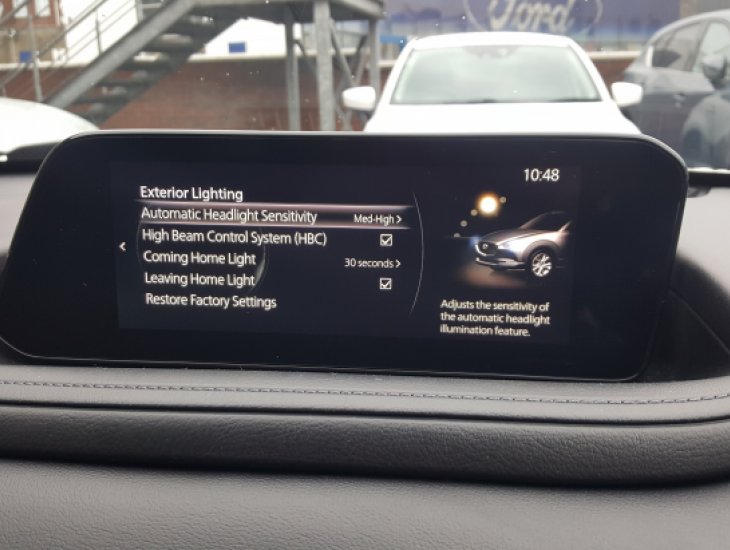 Ford
10:48
Exterior Lighting
Automatic Headlight Sensitivity Med-High >
High Beam Control System (HBC)
Coming Home Light 30 seconds >
Leaving Home Light
Restore Factory Settings
Adjusts the sensitivity of
the automatic headlight
illumination feature.